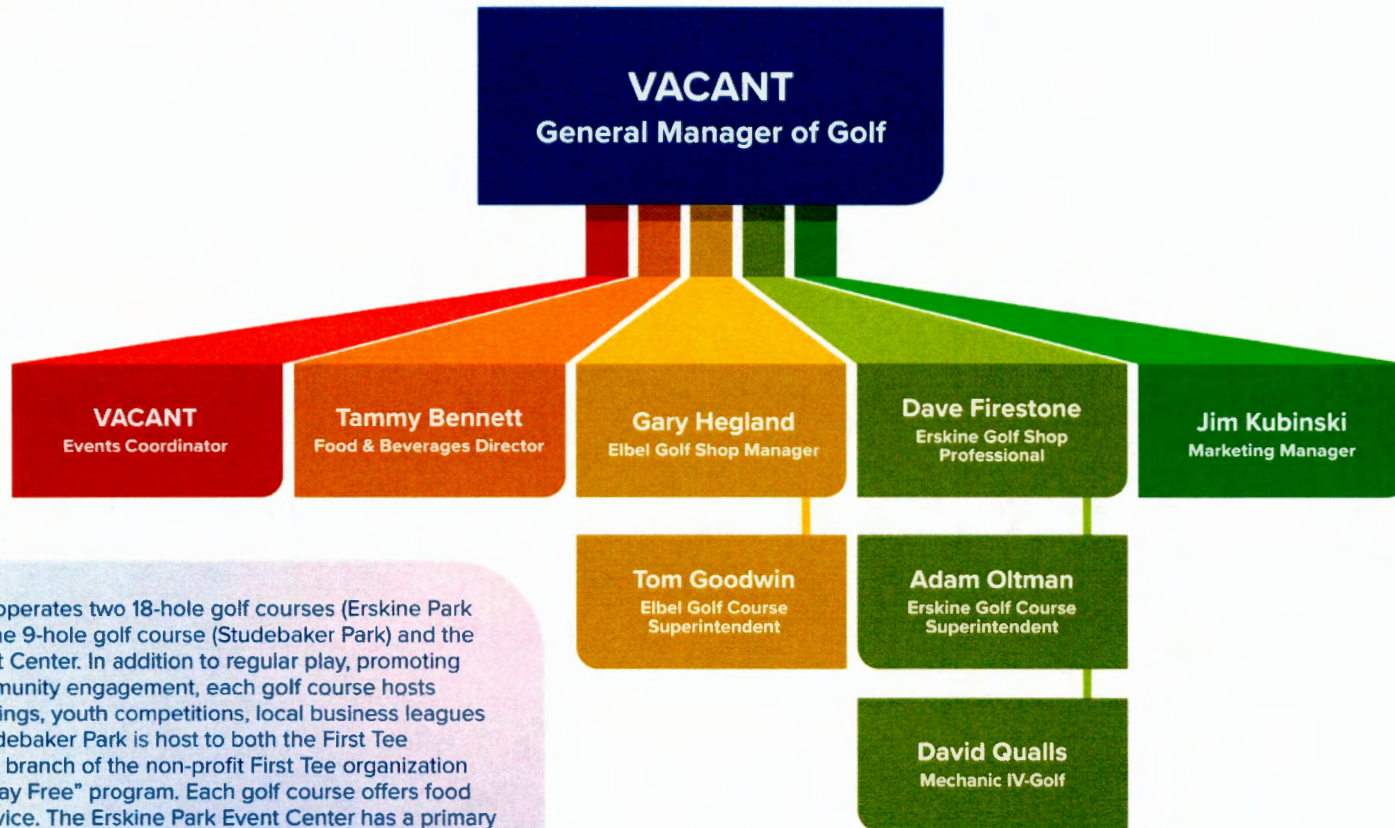 VACANT
General Manager of Golf
VACANT
Events Coordinator
Tammy Bennett
Food & Beverages Director
Gary Hegland
Elbel Golf Shop Manager
Dave Firestone
Erskine Golf Shop
Professional
Jim Kubinski
Marketing Manager
Tom Goodwin
Elbel Golf Course
Superintendent
Adam Oltman
Erskine Golf Course
Superintendent
David Qualls
Mechanic IV-Golf
operates two 18-hole golf courses (Erskine Park
9-hole golf course (Studebaker Park) and the
Center. In addition to regular play, promoting
engagement, each golf course hosts
youth competitions, local business leagues
Park is host to both the First Tee
branch of the non-profit First Tee organization
Free” program. Each golf course offers food
The Erskine Park Event Center has a primary